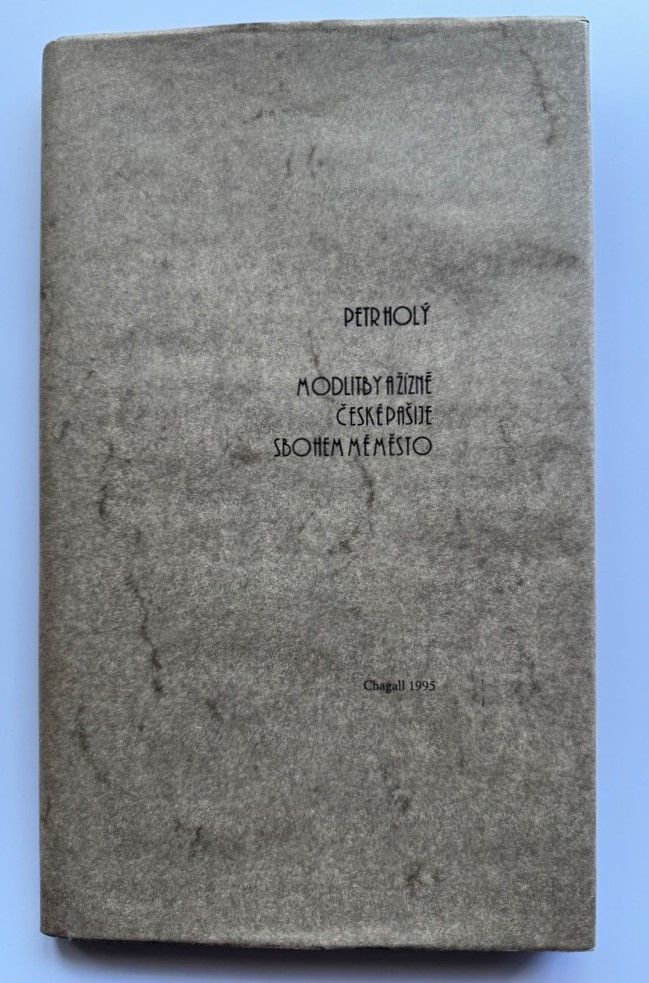 PETR HOLÝ
MODLITBY A ŽÍZNĚ
ČESKÉ PAŠIJE
SBOHEM MÉ MĚSTO
Chagall 1995